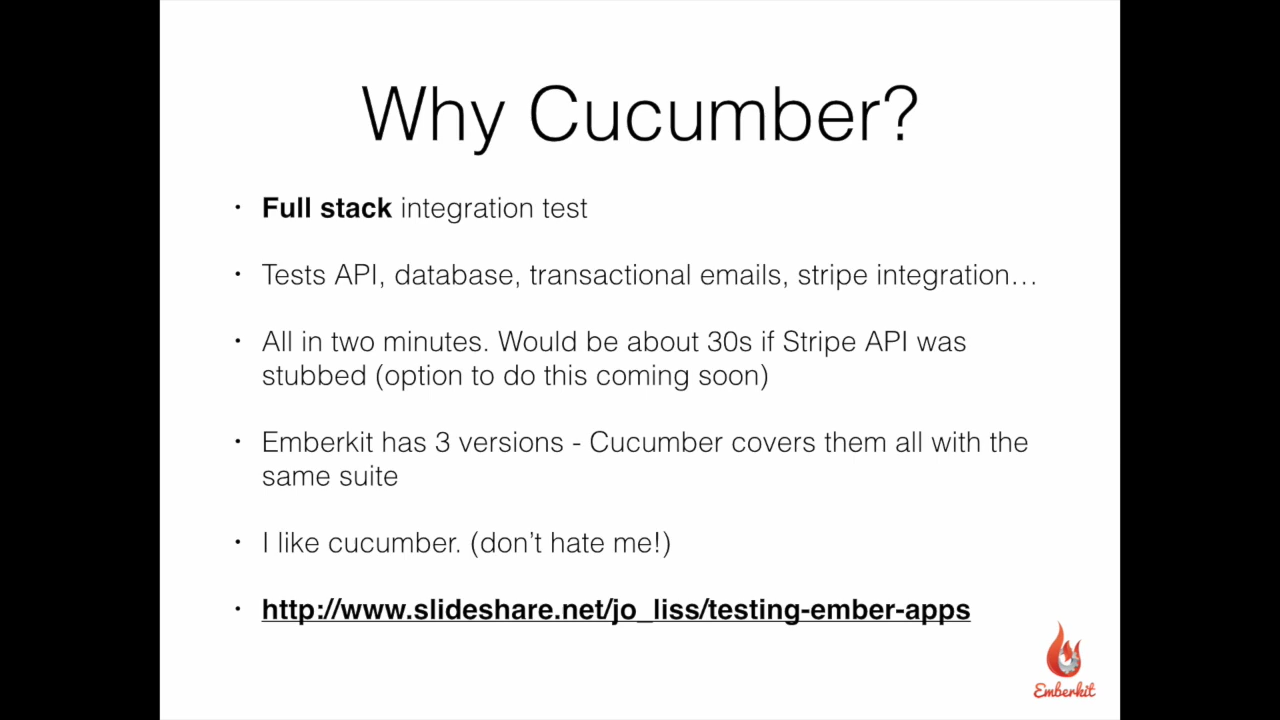 Why Cucumber?
• Full stack integration test
• Tests API, database, transactional emails, stripe integration…
• All in two minutes. Would be about 30s if Stripe API was
stubbed (option to do this coming soon)
• Emberkit has 3 versions - Cucumber covers them all with the
same suite
• I like cucumber. (don’t hate me!)
• http://www.slideshare.net/jo_liss/testing-ember-apps
Emberkit